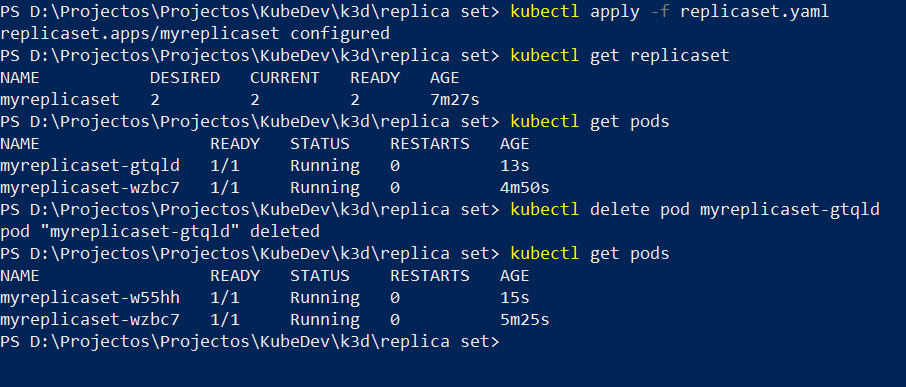 PS D:\Projectos\Projectos\KubeDev\k3d\replica set> kubectl apply -f replicaset.yaml
replicaset.apps/myreplicaset configured
PS D:\Projectos\Projectos\KubeDev\k3d\replica set> kubectl get replicaset
NAME           DESIRED   CURRENT   READY   AGE
myreplicaset   2         2         2       7m27s
PS D:\Projectos\Projectos\KubeDev\k3d\replica set> kubectl get pods
NAME                 READY   STATUS    RESTARTS   AGE
myreplicaset-gtqld   1/1     Running   0          13s
myreplicaset-wzbc7   1/1     Running   0          4m50s
PS D:\Projectos\Projectos\KubeDev\k3d\replica set> kubectl delete pod myreplicaset-gtqld
pod "myreplicaset-gtqld" deleted
PS D:\Projectos\Projectos\KubeDev\k3d\replica set> kubectl get pods
NAME                 READY   STATUS    RESTARTS   AGE
myreplicaset-w55hh   1/1     Running   0          15s
myreplicaset-wzbc7   1/1     Running   0          5m25s
PS D:\Projectos\Projectos\KubeDev\k3d\replica set>